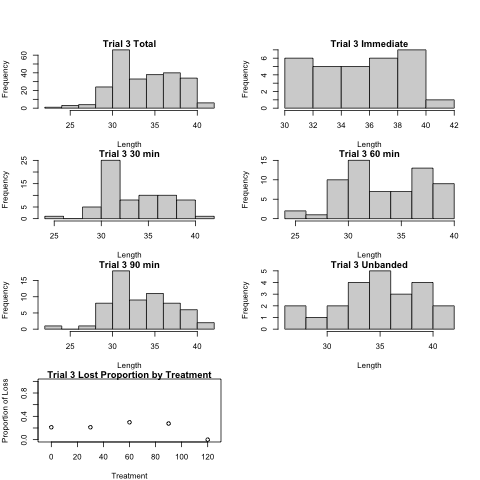 Trial 3 Total
Frequency
0 20 40 60
25 30 35 40
Length
Trial 3 Immediate
Frequency
0 2 4 6
30 32 34 36 38 40 42
Length
Trial 3 30 min
Frequency
0 5 15 25
25 30 35 40
Length
Trial 3 60 min
Frequency
0 5 10 15
25 30 35 40
Length
Trial 3 90 min
Frequency
0 5 10 15
25 30 35 40
Length
Trial 3 Unbanded
Frequency
0 1 2 3 4 5
30 35 40
Length
Trial 3 Lost Proportion by Treatment
Proportion of Loss
0.0 0.4 0.8
0 20 40 60 80 100 120
Treatment